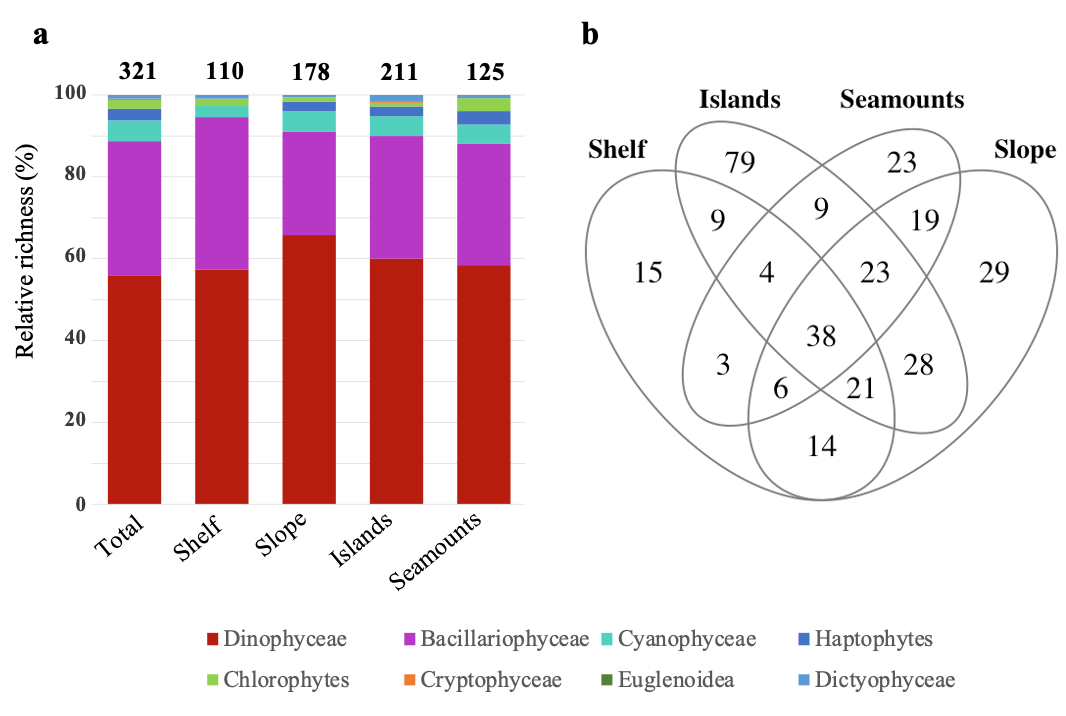 a
321 110 178 211 125
100
80
60
40
20
0
Relative richness (%)
Total Shelf Slope Islands Seamounts
b
Islands Seamounts
Shelf Slope
79 23
9 9 19
15 4 23 29
38
3 28
6 21
14
Dinophyceae Bacillariophyceae Cyanophyceae Haptophytes
Chlorophytes Cryptophyceae Euglenoidea Dictyophyceae